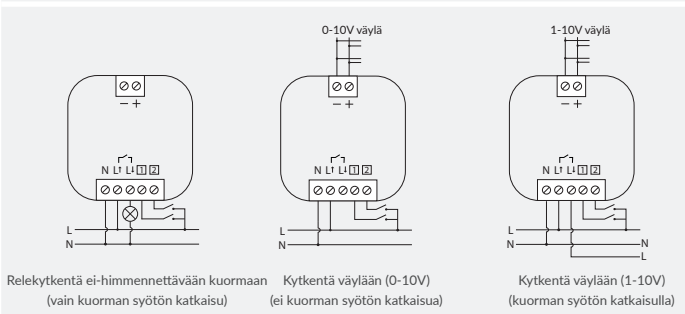 0-10V väylä
1-10V väylä
− +
− +
− +
N L↑ L↓ 1 2
N L↑ L↓ 1 2
N L↑ L↓ 1 2
L
N
L
N
L
N
N
L
Relekytkentä ei-himmennettävään kuormaan
(vain kuorman syötön katkaisu)
Kytkentä väylään (0-10V)
(ei kuorman syötön katkaisua)
Kytkentä väylään (1-10V)
(kuorman syötön katkaisulla)